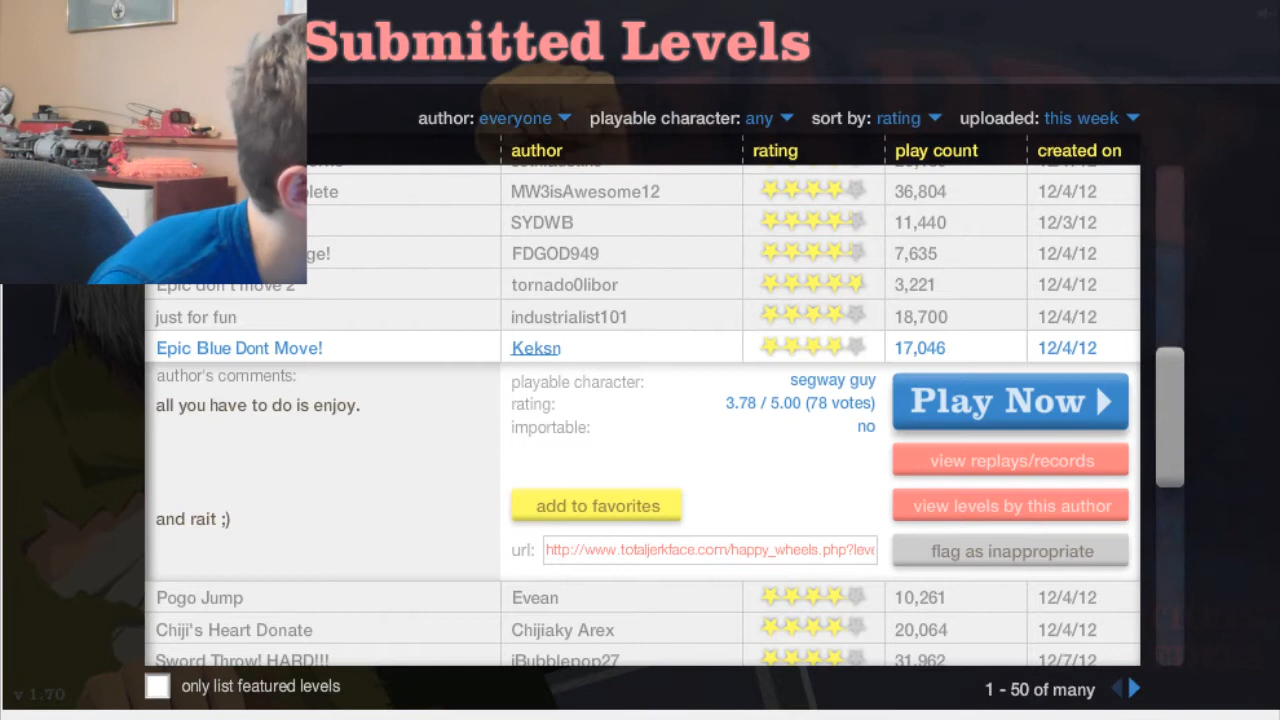 Submitted Levels
author: everyone playable character: any sort by: rating uploaded: this week
author rating play count created on
lete MW3isAwesome12 36,804 12/4/12
SYDWB 11,440 12/3/12
ge! FDGOD949 7,635 12/4/12
Epic don't move 2 tornado0libor 3,221 12/4/12
just for fun industrialist101 18,700 12/4/12
Epic Blue Dont Move! Keksn 17,046 12/4/12
author's comments: playable character: segway guy Play Now
all you have to do is enjoy. rating: 3.78 / 5.00 (78 votes)
importable: no
view replays/records
and rait ;) add to favorites view levels by this author
url: http://www.totaljerkface.com/happy_wheels.php?leve flag as inappropriate
Pogo Jump Evean 10,261 12/4/12
Chiji's Heart Donate Chijiaky Arex 20,064 12/4/12
Sword Throw! HARD!!! iBubblepop27 31,962 12/7/12
only list featured levels 1 - 50 of many
v 1.70